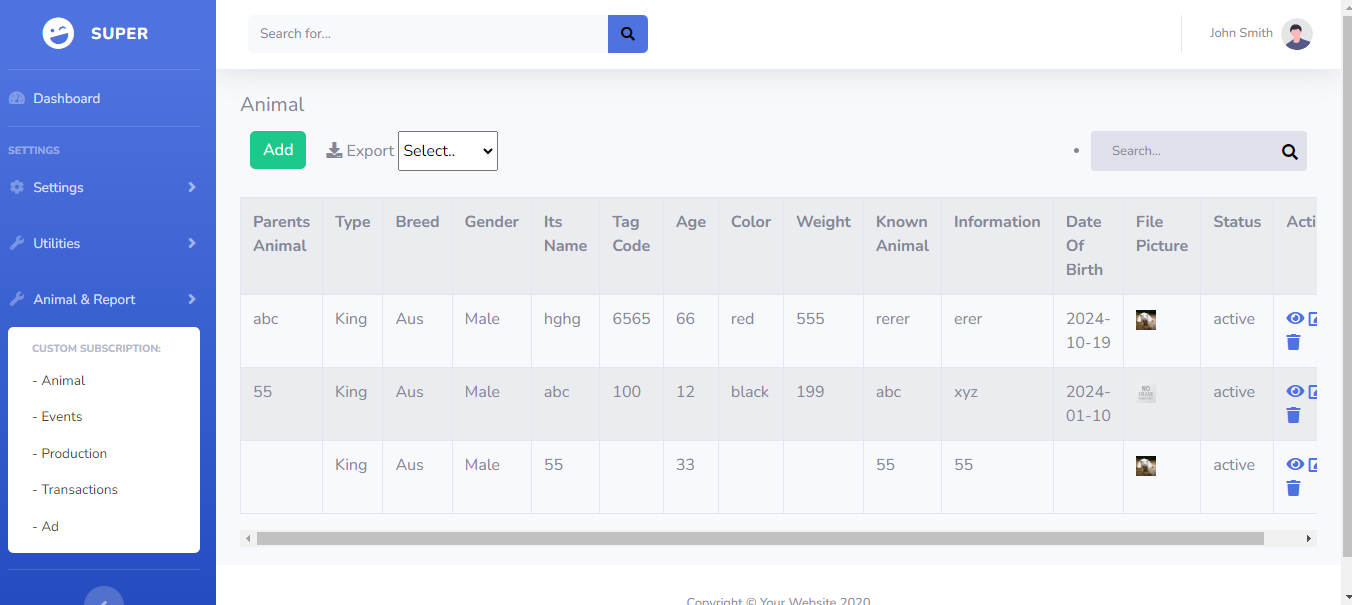 SUPER
Search for...
John Smith
Dashboard
SETTINGS
Settings
Utilities
Animal & Report
CUSTOM SUBSCRIPTION:
- Animal
- Events
- Production
- Transactions
- Ad
Animal
Add
Export
Select..
Search...
Parents Type Breed Gender Its Tag Age Color Weight Known Information Date File Status Acti
Animal Name Code Animal Of Picture
Birth
abc King Aus Male hghg 6565 66 red 555 rerer erer 2024- active
10-19
55 King Aus Male abc 100 12 black 199 abc xyz 2024- NO active
01-10 IMAGE
King Aus Male 55 33 55 55 active
Copyright © Your Website 2020